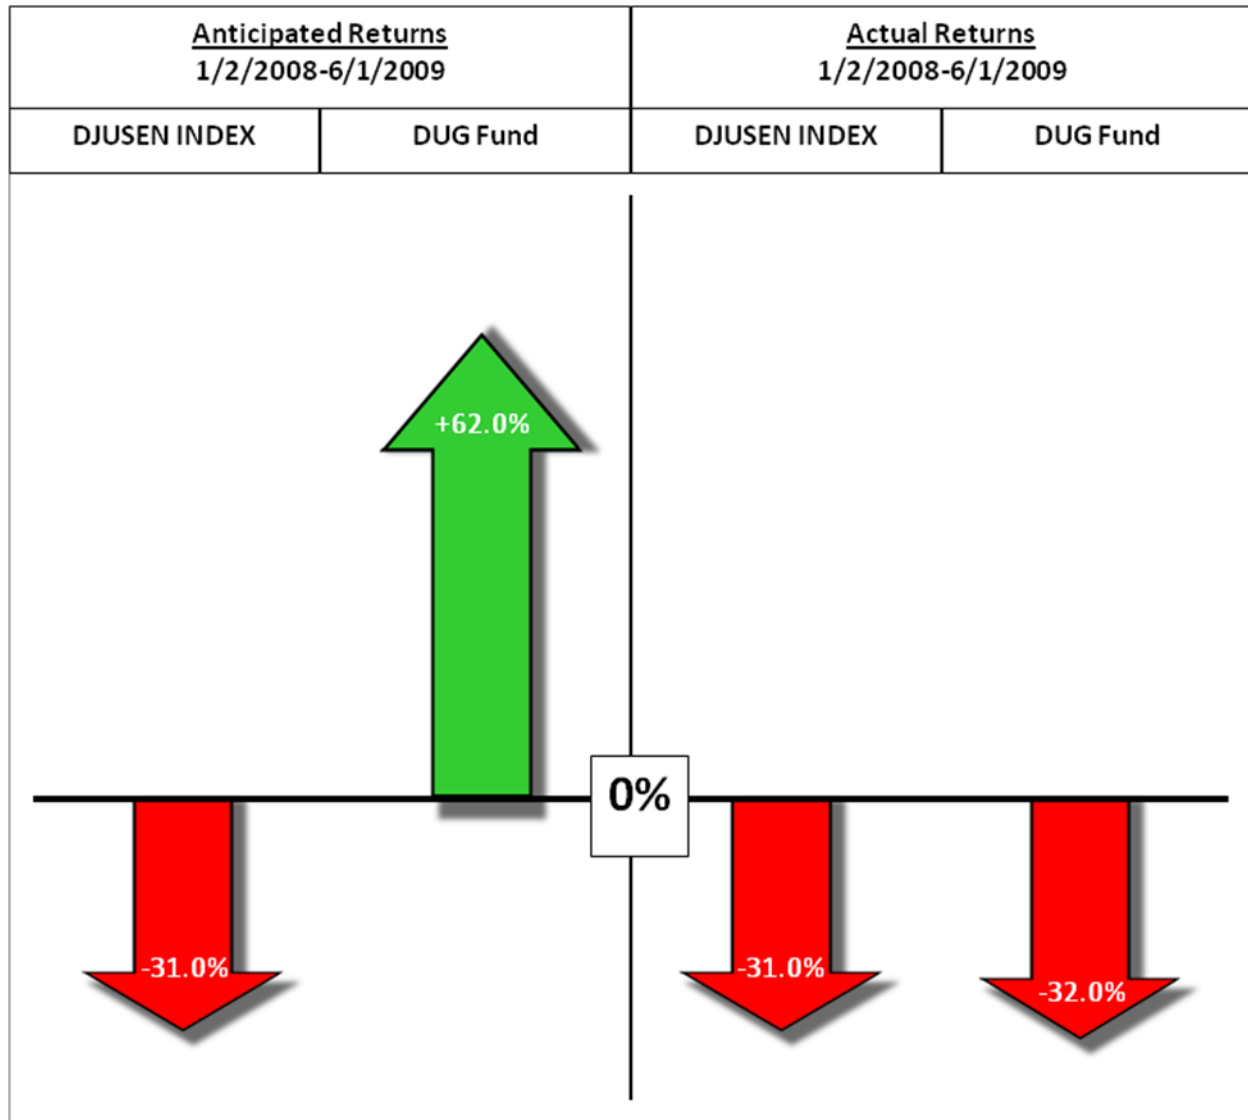 Anticipated Returns
1/2/2008-6/1/2009
Actual Returns
1/2/2008-6/1/2009
DJUSEN INDEX
DUG Fund
DJUSEN INDEX
DUG Fund
+62.0%
0%
-31.0%
-31.0%
-32.0%